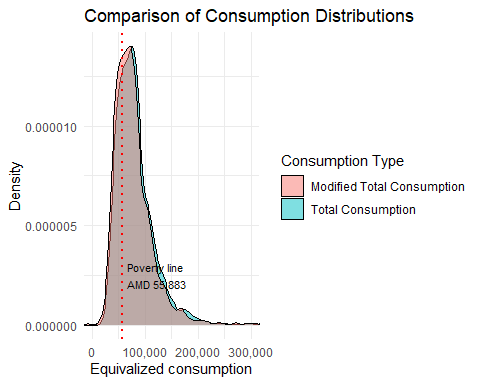 Comparison of Consumption Distributions
Density
0.000010
0.000005
0.000000
Poverty line
AMD 55,883
0
100,000
200,000
300,000
Equivalized consumption
Consumption Type
Modified Total Consumption
Total Consumption